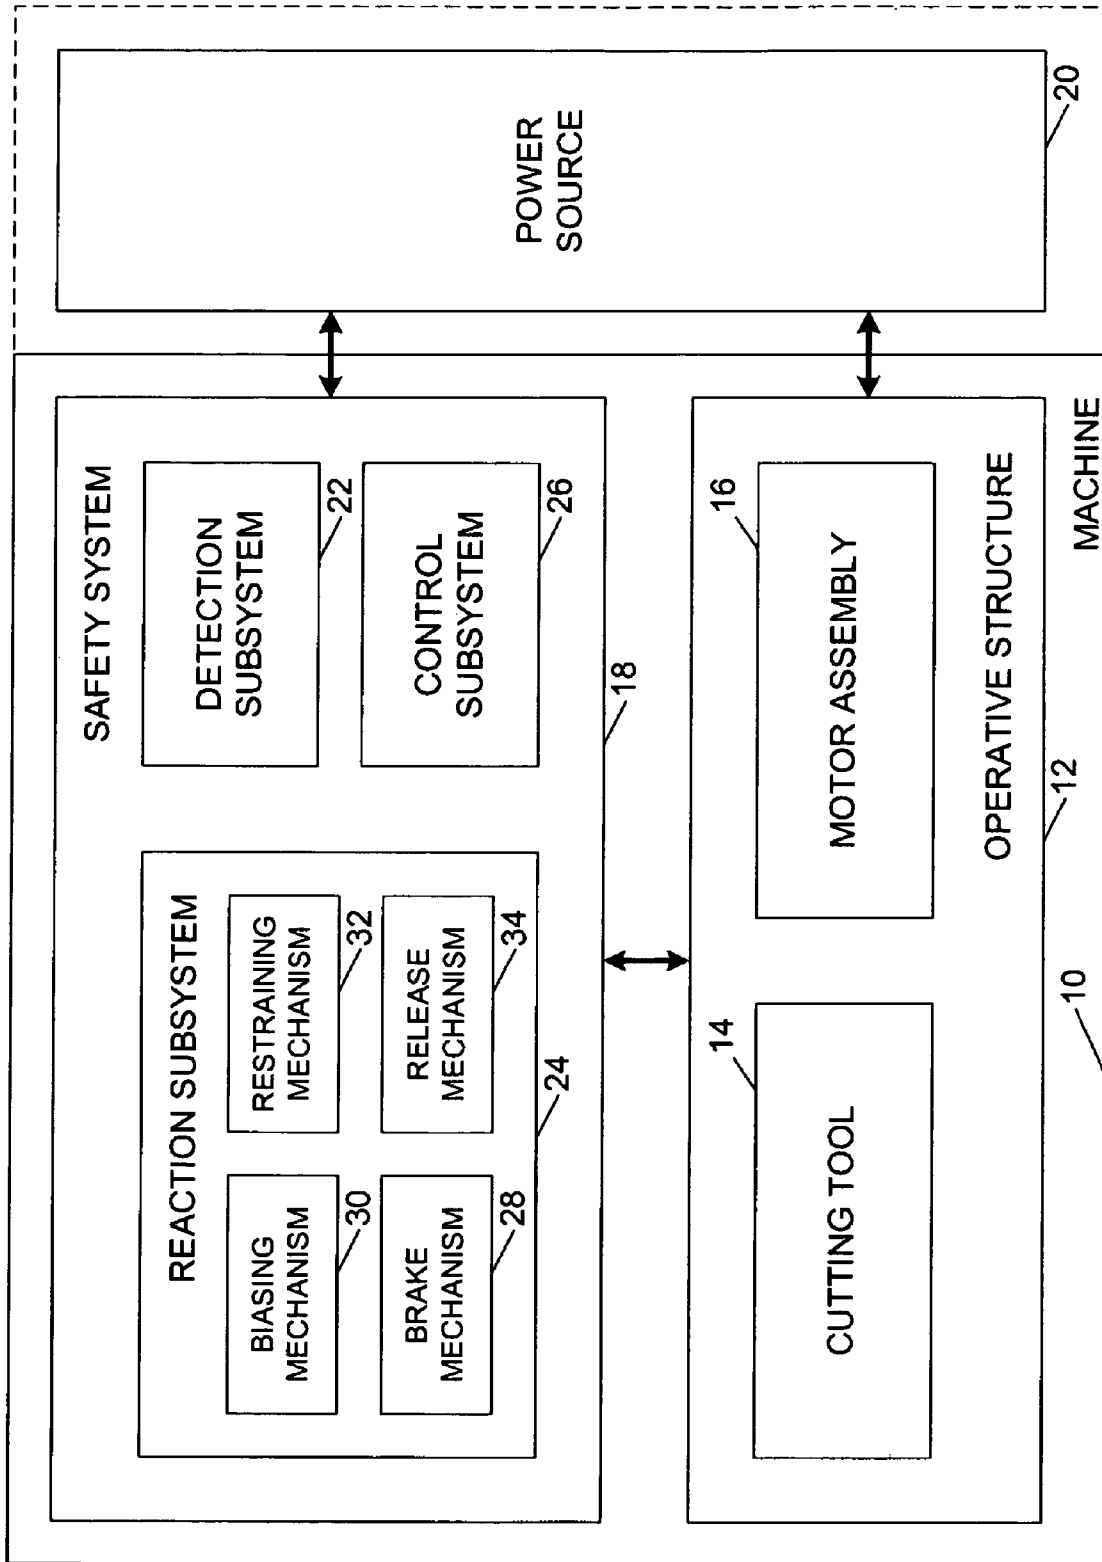 SAFETY SYSTEM
REACTION SUBSYSTEM
BIASING
MECHANISM
30
RESTRAINING
MECHANISM
32
BRAKE
MECHANISM
28
RELEASE
MECHANISM
34
24
DETECTION
SUBSYSTEM
22
CONTROL
SUBSYSTEM
26
18
14
CUTTING TOOL
16
MOTOR ASSEMBLY
OPERATIVE STRUCTURE
12
10
MACHINE
POWER
SOURCE
20